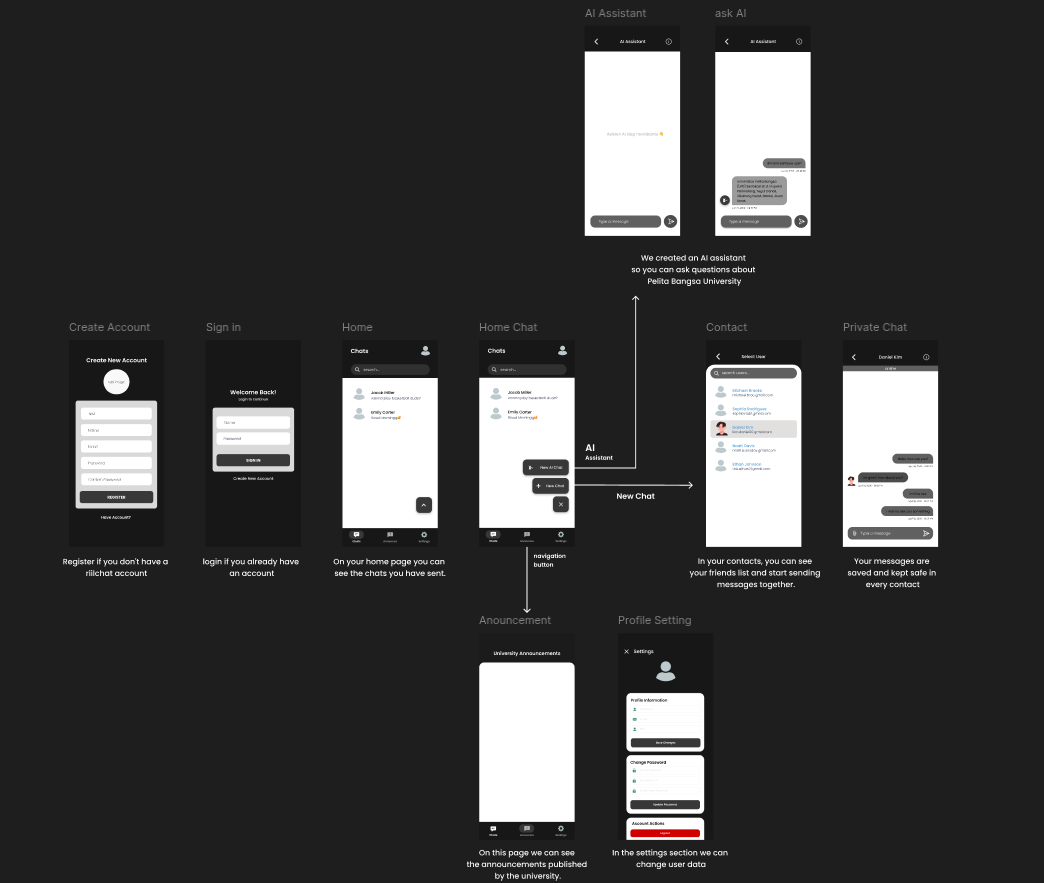 AI Assistant
ask AI
AI Assistant
AI Assistant
Type a message
Type a message
We created an AI assistant
so you can ask questions about
Pelita Bangsa University
Create Account
Sign in
Home
Home Chat
Contact
Private Chat
Create New Account
Name
Email
Password
Confirm Password
REGISTER
Have Account?
Register if you don't have a
riilchat account
Welcome Back!
Login to continue
Name
Password
SIGN IN
Create New Account
login if you already have
an account
Chats
search...
Jacob Miller
Emily Carter
Good Morning
Chats
Announce
Settings
On your home page you can
see the chats you have sent.
Chats
search...
Jacob Miller
Emily Carter
Good Morning
New AI Chat
New Chat
Chats
Announce
Settings
AI
Assistant
New Chat
navigation
button
Select User
search users...
Michael Brooks
Sophia Rodriguez
Daniel Kim
Noah Davis
Ethan Johnson
In your contacts, you can see
your friends list and start sending
messages together.
Daniel Kim
Type a message
Your messages are
saved and kept safe in
every contact
Anouncement
Profile Setting
University Announcements
Chats
Announce
Settings
On this page we can see
the announcements published
by the university.
Settings
Profile Information
Save Changes
Change Password
Update Password
Account Actions
Logout
In the settings section we can
change user data